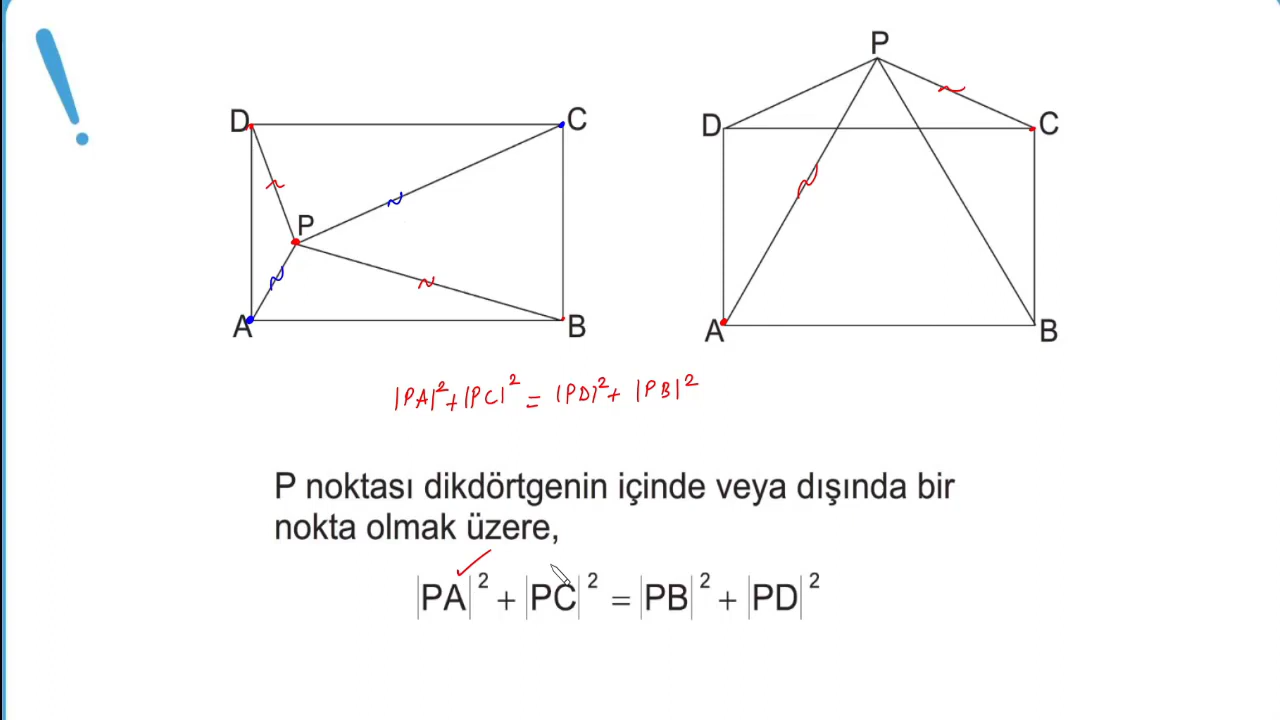 !
P
D
C
D
C
P
A
B
A
B
|PA|² + |PC|² = |PD|² + |PB|²
P noktası dikdörtgenin içinde veya dışında bir
nokta olmak üzere,
|PA|² + |PC|² = |PB|² + |PD|²